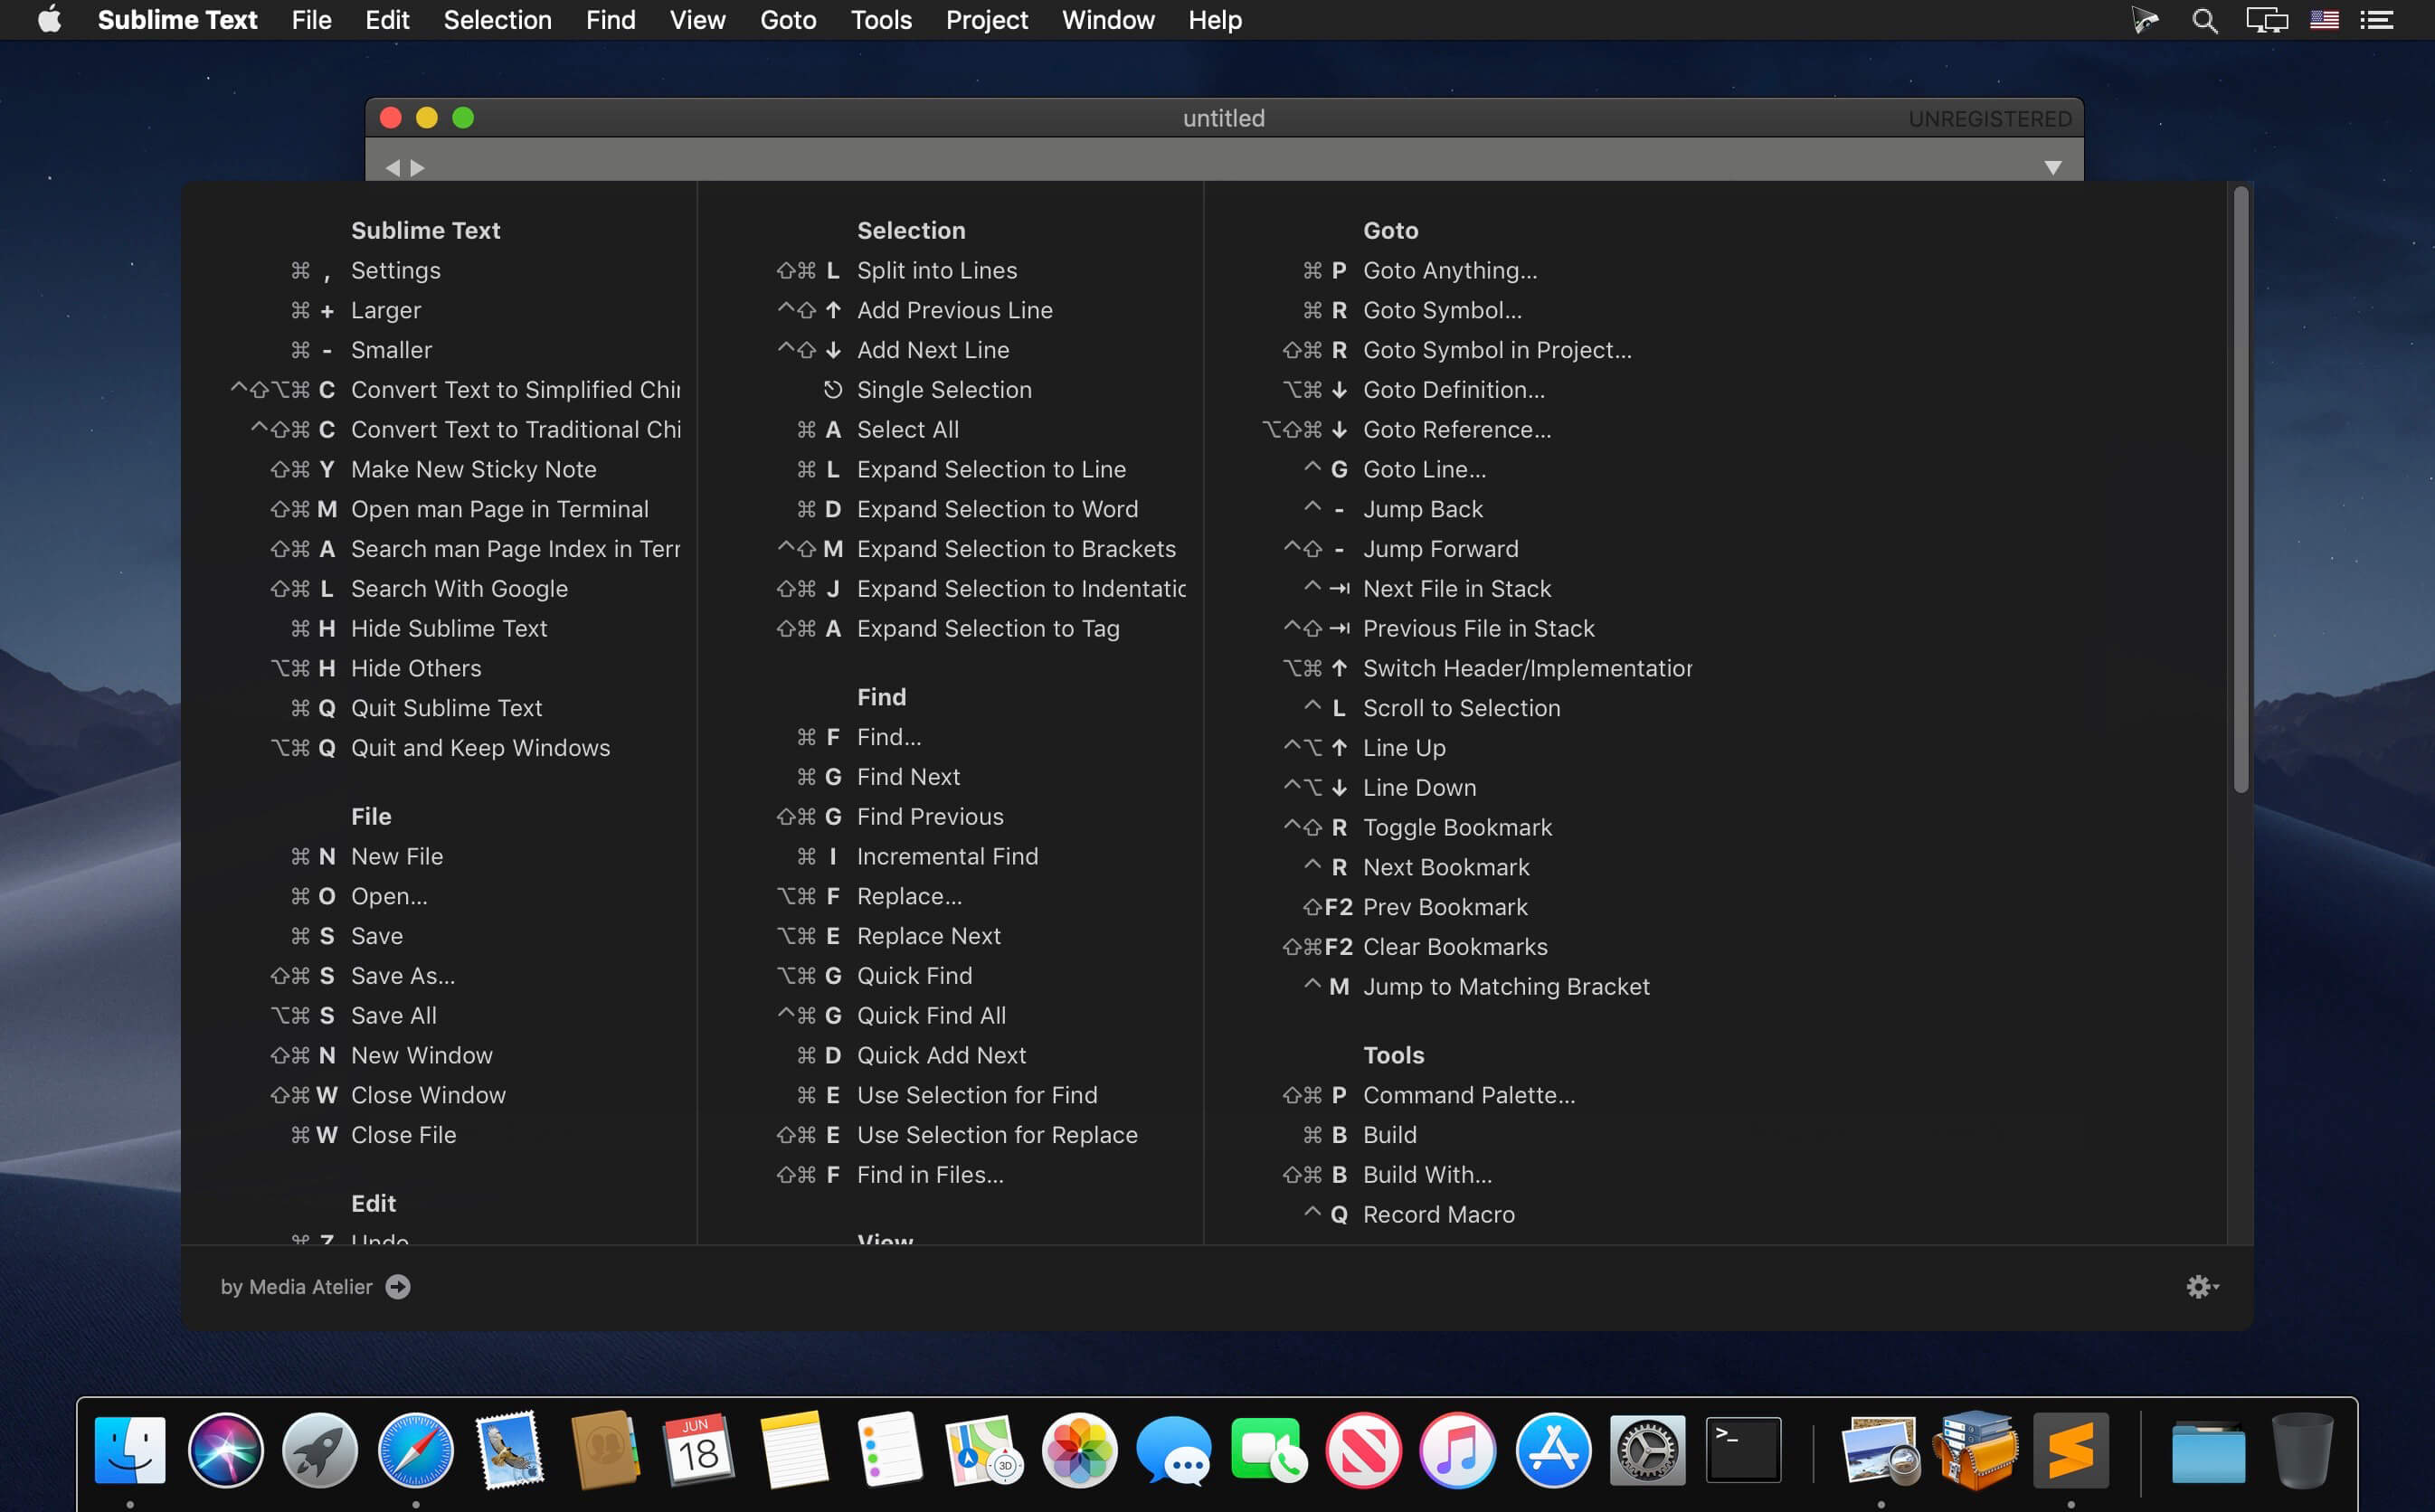 Sublime Text File Edit Selection Find View Goto Tools Project Window Help
untitled
UNREGISTERED
Sublime Text
⌘ , Settings
⌘ + Larger
⌘ - Smaller
^⇧⌥⌘ C Convert Text to Simplified Chi
^⇧⌘ C Convert Text to Traditional Chi
⇧⌘ Y Make New Sticky Note
⇧⌘ M Open man Page in Terminal
⇧⌘ A Search man Page Index in Ter
⇧⌘ L Search With Google
⌘ H Hide Sublime Text
⌥⌘ H Hide Others
⌘ Q Quit Sublime Text
⌥⌘ Q Quit and Keep Windows
File
⌘ N New File
⌘ O Open...
⌘ S Save
⇧⌘ S Save As...
⌥⌘ S Save All
⇧⌘ N New Window
⇧⌘ W Close Window
⌘ W Close File
Edit
⌘ Z Undo
Selection
⇧⌘ L Split into Lines
^⇧ ↑ Add Previous Line
^⇧ ↓ Add Next Line
⎋ Single Selection
⌘ A Select All
⌘ L Expand Selection to Line
⌘ D Expand Selection to Word
^⇧ M Expand Selection to Brackets
⇧⌘ J Expand Selection to Indentatio
⇧⌘ A Expand Selection to Tag
Find
⌘ F Find...
⌘ G Find Next
⇧⌘ G Find Previous
⌘ I Incremental Find
⌥⌘ F Replace...
⌥⌘ E Replace Next
⌥⌘ G Quick Find
^⌘ G Quick Find All
⌘ D Quick Add Next
⌘ E Use Selection for Find
⇧⌘ E Use Selection for Replace
⇧⌘ F Find in Files...
View
Goto
⌘ P Goto Anything...
⌘ R Goto Symbol...
⇧⌘ R Goto Symbol in Project...
⌥⌘ ↓ Goto Definition...
⌥⇧⌘ ↓ Goto Reference...
^ G Goto Line...
^ - Jump Back
^⇧ - Jump Forward
^ ⇥ Next File in Stack
^⇧ ⇥ Previous File in Stack
⌥⌘ ↑ Switch Header/Implementation
^ L Scroll to Selection
^⌥ ↑ Line Up
^⌥ ↓ Line Down
^⇧ R Toggle Bookmark
^ R Next Bookmark
⇧F2 Prev Bookmark
⇧⌘F2 Clear Bookmarks
^ M Jump to Matching Bracket
Tools
⇧⌘ P Command Palette...
⌘ B Build
⇧⌘ B Build With...
^ Q Record Macro
by Media Atelier
JUN
18
3D
>_